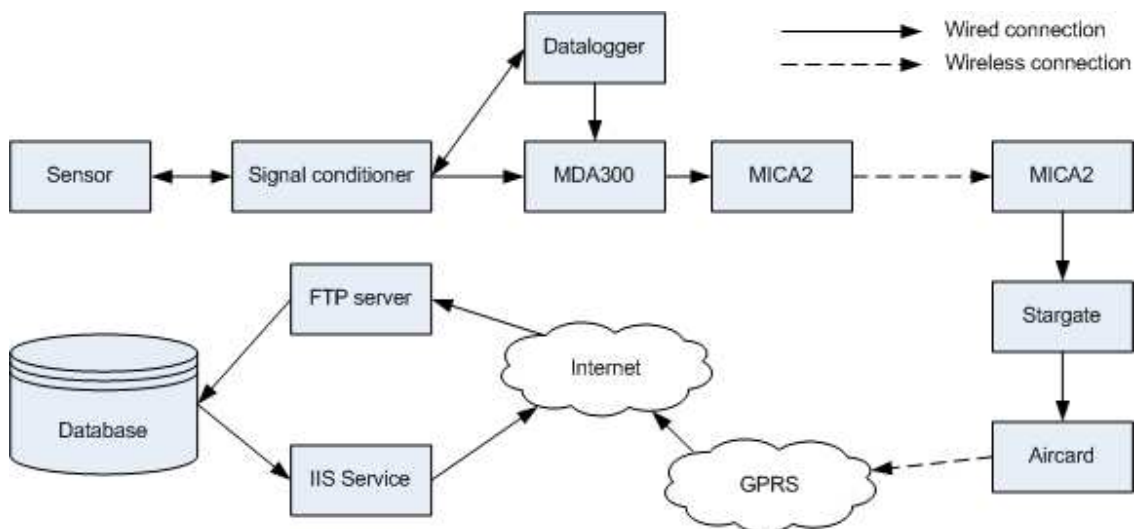 Datalogger
Wired connection
Wireless connection
Sensor
Signal conditioner
MDA300
MICA2
MICA2
FTP server
Stargate
Internet
Database
IIS Service
GPRS
Aircard